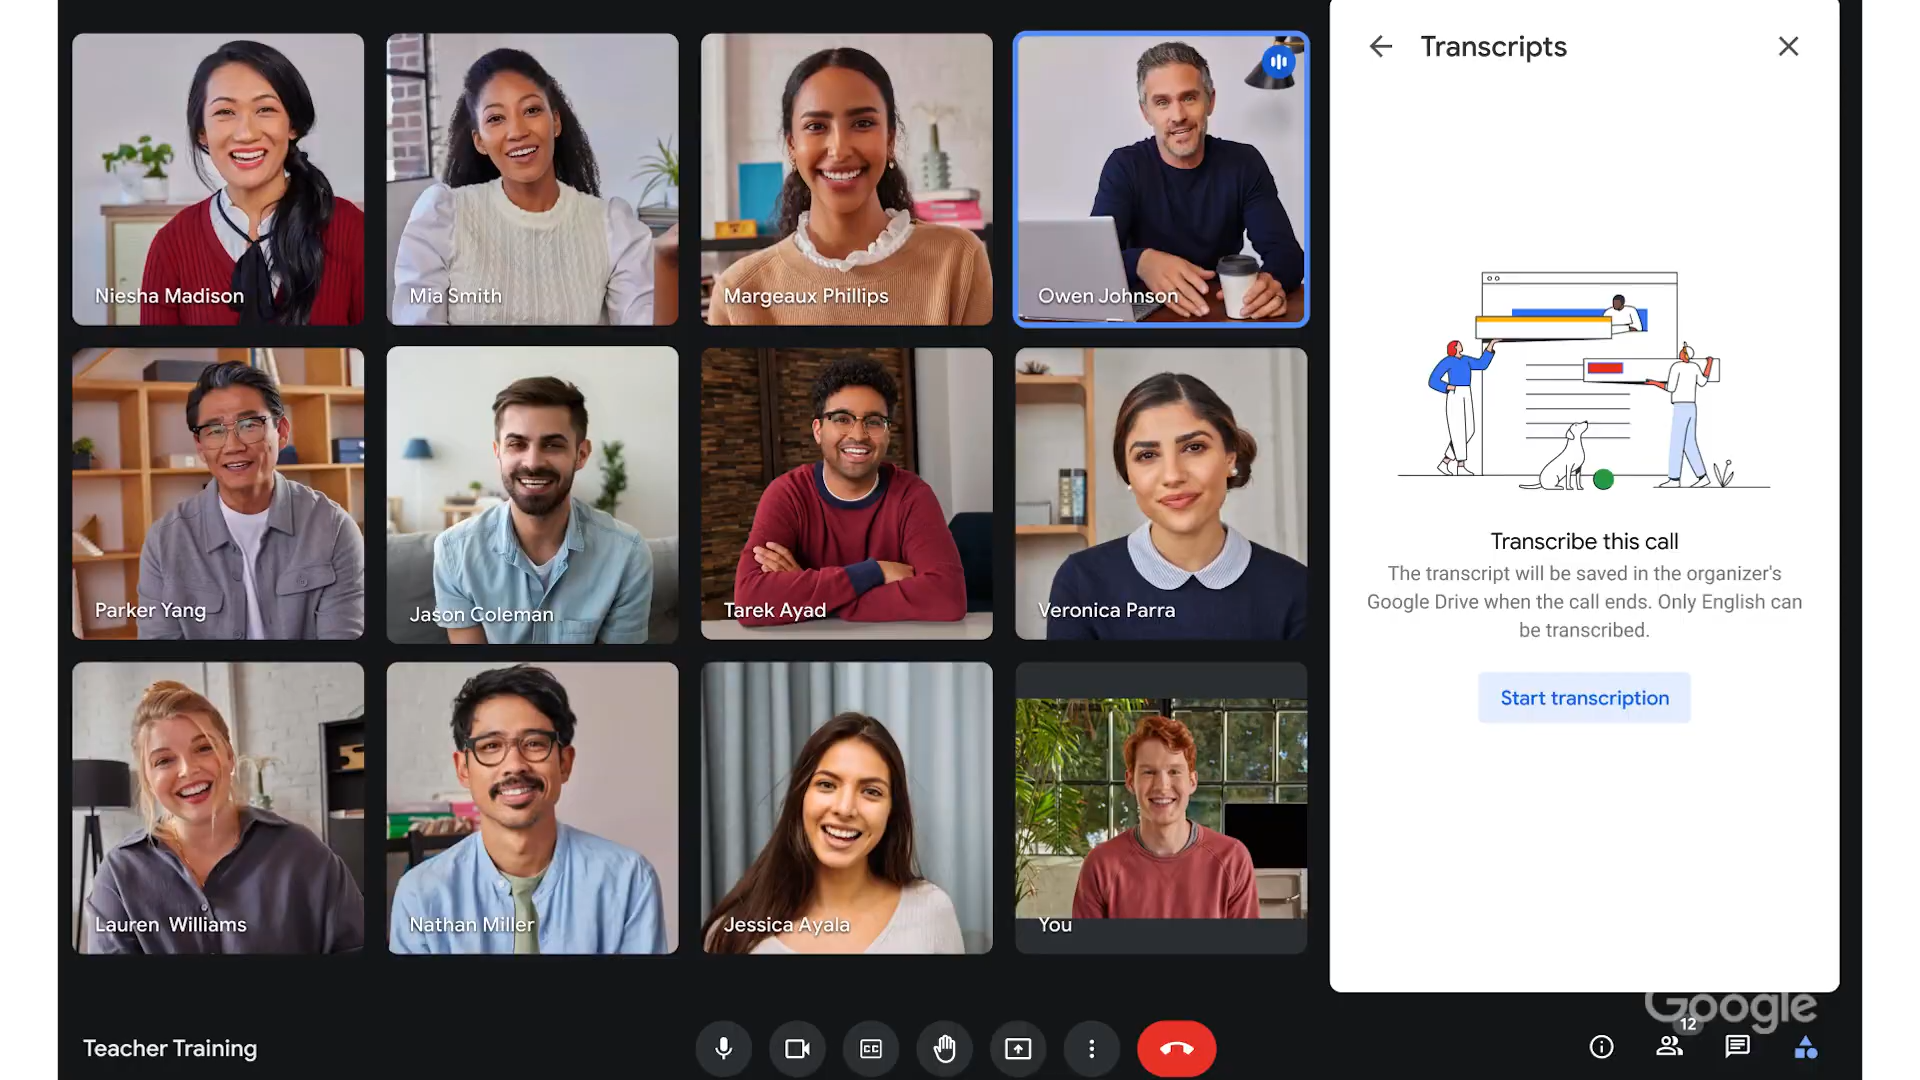 Transcripts
Niesha Madison
Mia Smith
Margeaux Phillips
Owen Johnson
Parker Yang
Jason Coleman
Tarek Ayad
Veronica Parra
Lauren Williams
Nathan Miller
Jessica Ayala
You
Transcribe this call
The transcript will be saved in the organizer's
Google Drive when the call ends. Only English can
be transcribed.
Start transcription
Google
Teacher Training
CC
12